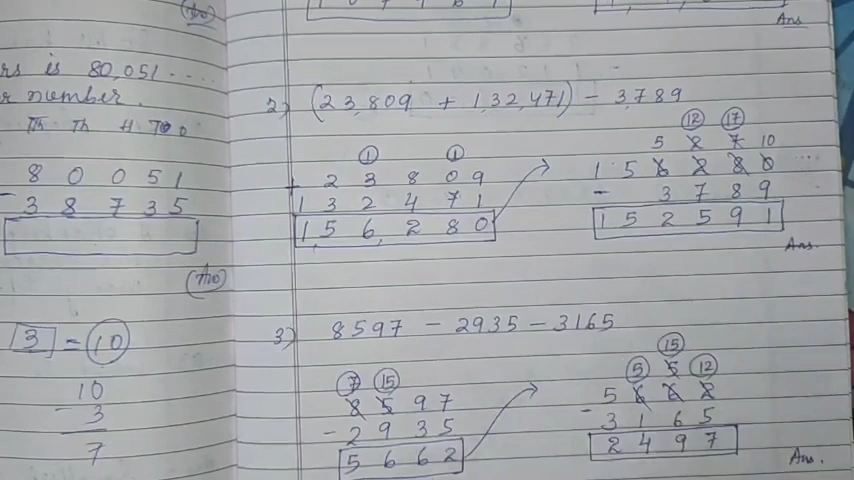 (Ans)
Ans
rs is 80,051 ....
r number.
T.Th Th H T O
8 0 0 5 1
- 3 8 7 3 5
(Ans)
3 = 10
10
- 3
7
2) (23,809 + 1,32,471) - 3,789
1 1
+ 2 3 8 0 9
1 3 2 4 7 1
1,5 6, 2 8 0
12 17
5 2 7 10
1 5 6 2 8 0
- 3 7 8 9
1 5 2 5 9 1
Ans.
3) 8597 - 2935 - 3165
7 15
8 5 9 7
- 2 9 3 5
5 6 6 2
15
5 5 12
5 6 6 2
- 3 1 6 5
2 4 9 7
Ans.